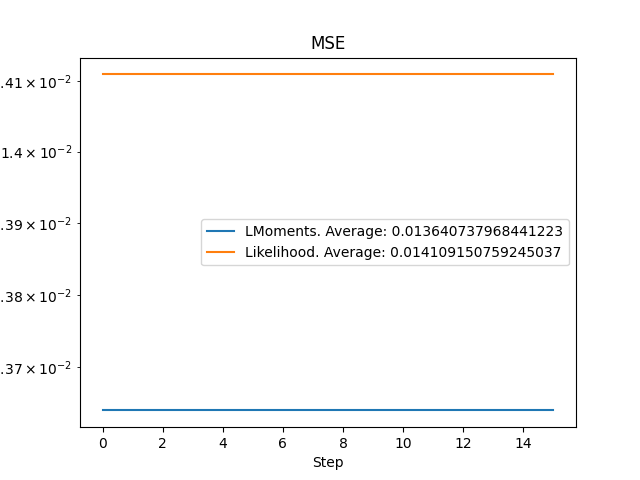 MSE
.41 × 10⁻²
1.4 × 10⁻²
.39 × 10⁻²
.38 × 10⁻²
.37 × 10⁻²
LMoments. Average: 0.013640737968441223
Likelihood. Average: 0.014109150759245037
0 2 4 6 8 10 12 14
Step